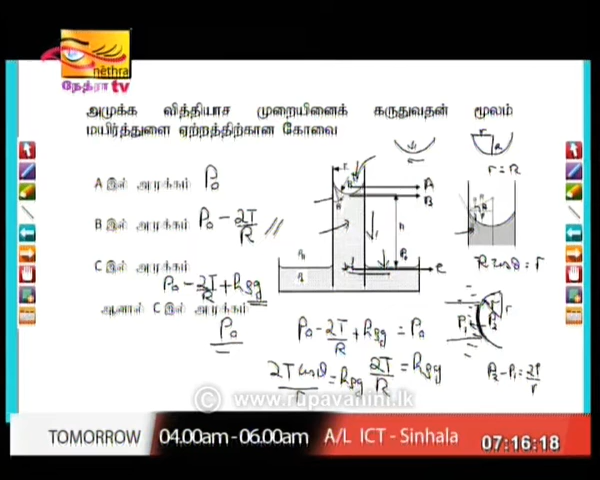 nēthra
நேத்ரா tv
அமுக்க வித்தியாச முறையினைக் கருதுவதன் மூலம்
மயிர்த்துளை ஏற்றத்திற்கான கோவை
r = R
A இல் அமுக்கம் P₀
A
B
B இல் அமுக்கம் P₀ - 2T/R //
h
C
C இல் அமுக்கம்
P₀ - 2T/R + hρg
R cosθ = r
ஆனால் C இல் அமுக்கம்
P₀
P₀ - 2T/R + hρg = P₀
2T/R = hρg
2T cosθ/r = hρg
P₂ - P₁ = 2T/r
© www.rupavahini.lk
TOMORROW 04.00am - 06.00am A/L ICT - Sinhala 07:16:18